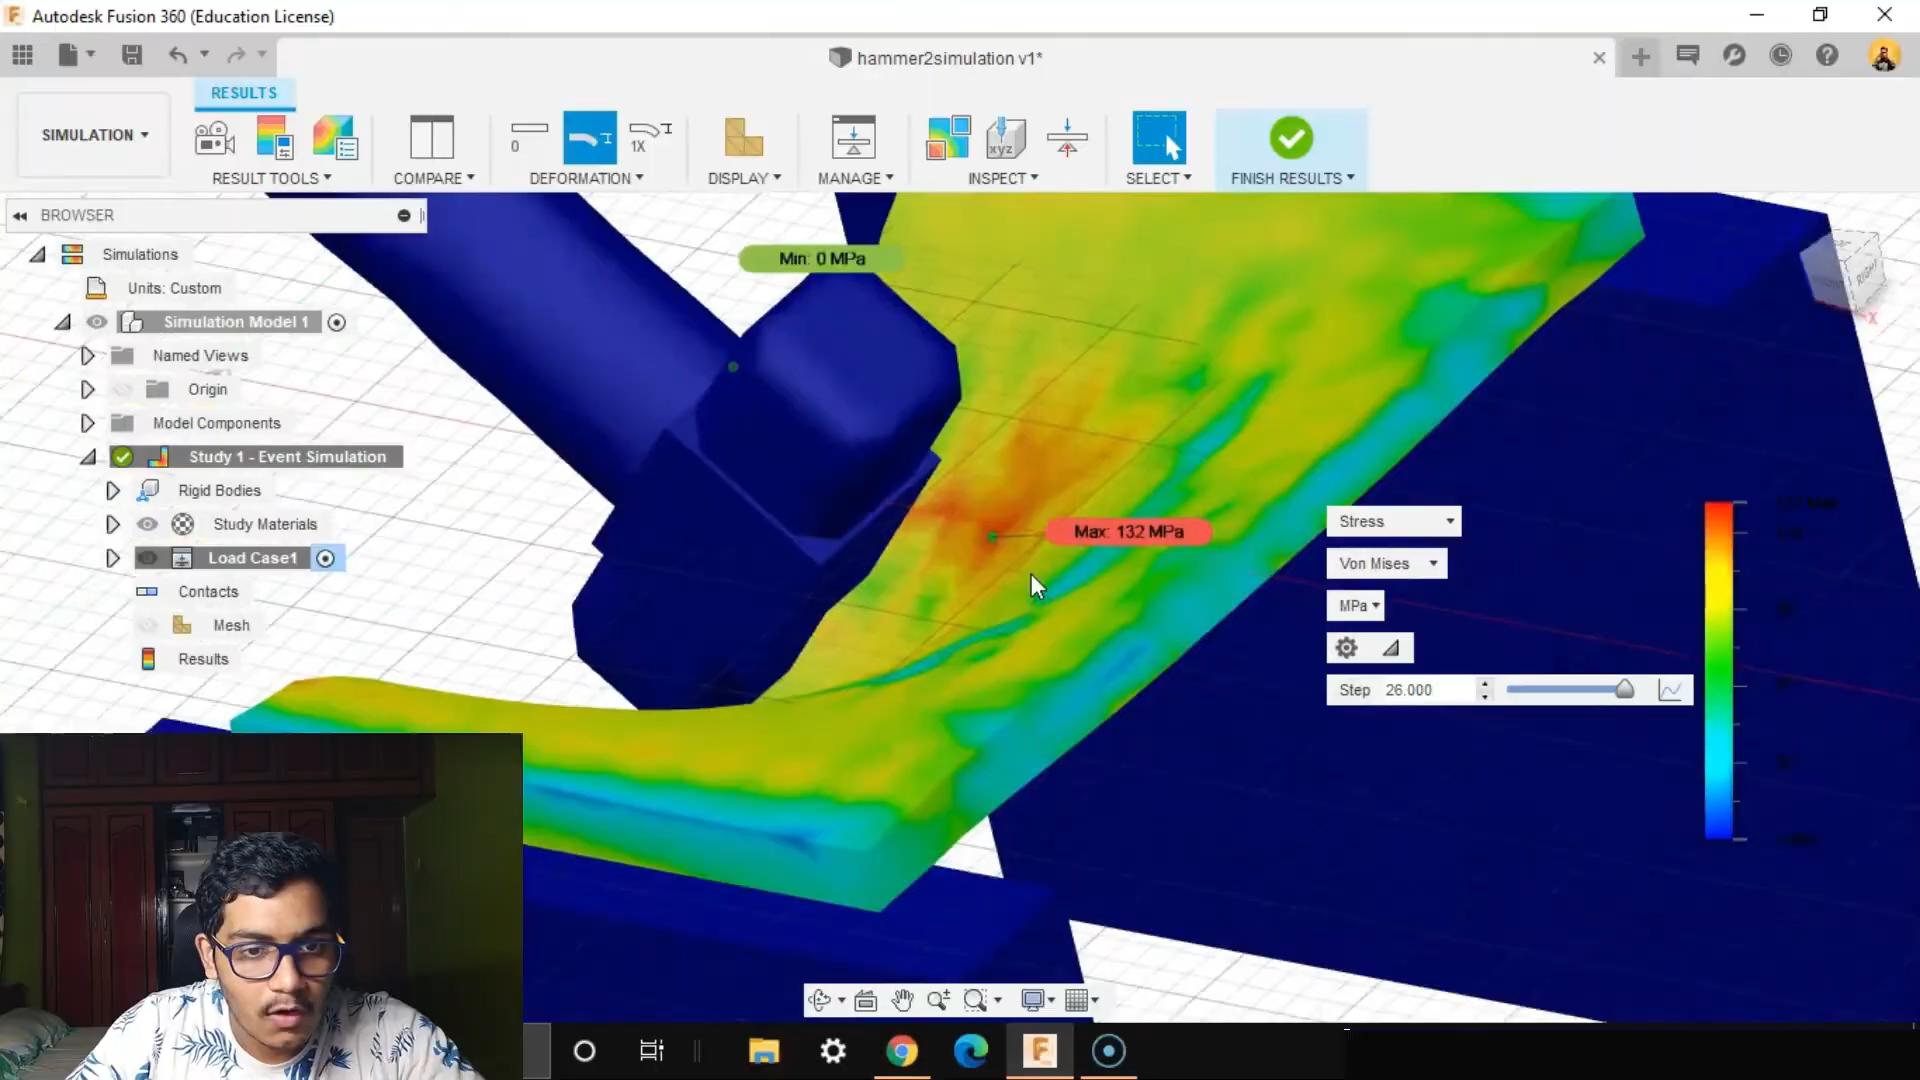 Autodesk Fusion 360 (Education License)
hammer2simulation v1*
RESULTS
SIMULATION
0
1X
xyz
RESULT TOOLS
COMPARE
DEFORMATION
DISPLAY
MANAGE
INSPECT
SELECT
FINISH RESULTS
BROWSER
Simulations
Units: Custom
Simulation Model 1
Named Views
Origin
Model Components
Study 1 - Event Simulation
Rigid Bodies
Study Materials
Load Case1
Contacts
Mesh
Results
Min: 0 MPa
Max: 132 MPa
RIGHT
X
Stress
Von Mises
MPa
Step 26.000